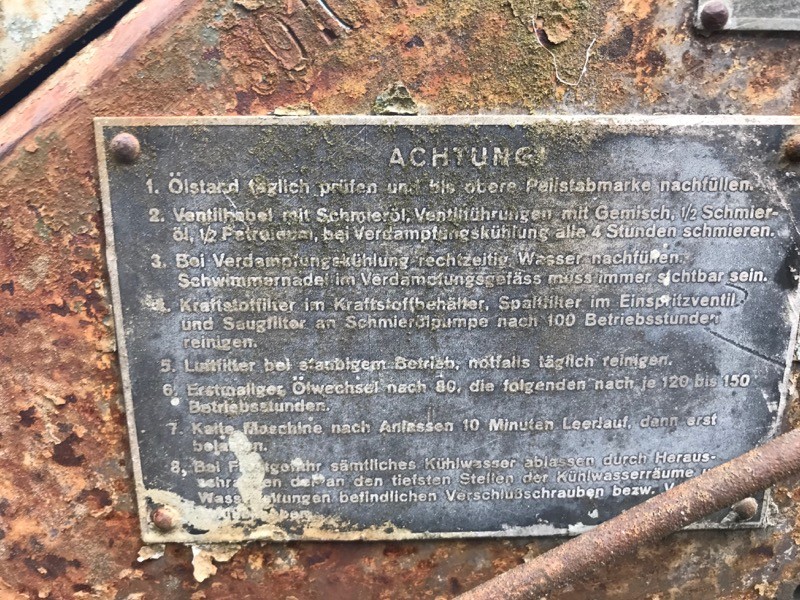 ACHTUNG!
1. Ölstand täglich prüfen und bis obere Peilstabmarke nachfüllen.
2. Ventilhebel mit Schmieröl, Ventilführungen mit Gemisch, 1/2 Schmier-
öl, 1/2 Petroleum, bei Verdampfungskühlung alle 4 Stunden schmieren.
3. Bei Verdampfungskühlung rechtzeitig Wasser nachfüllen.
Schwimmernadel im Verdampfungsgefäss muss immer sichtbar sein.
4. Kraftstoffilter im Kraftstoffbehälter, Spaltfilter im Einspritzventil
und Saugfilter an Schmierölpumpe nach 100 Betriebsstunden
reinigen.
5. Luftfilter bei staubigem Betrieb, notfalls täglich reinigen.
6. Erstmaliger Ölwechsel nach 80, die folgenden nach je 120 bis 150
Betriebsstunden.
7. Kalte Maschine nach Anlassen 10 Minuten Leerlauf, dann erst
belasten.
8. Bei Frostgefahr sämtliches Kühlwasser ablassen durch Heraus-
schrauben der an den tiefsten Stellen der Kühlwasserräume
Wasserleitungen befindlichen Verschlußschrauben bezw.